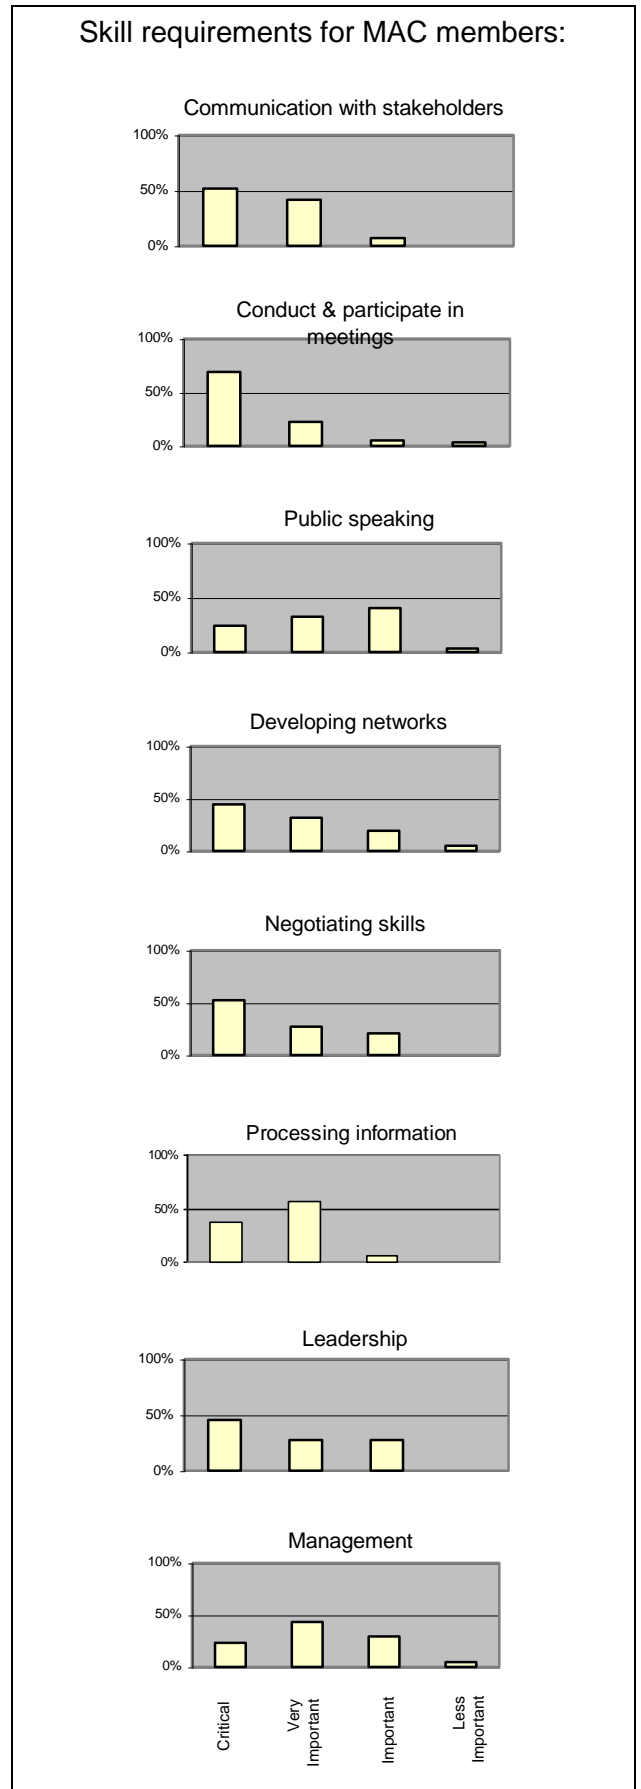 Skill requirements for MAC members:
Communication with stakeholders
100%
50%
0%
Conduct & participate in
meetings
100%
50%
0%
Public speaking
100%
50%
0%
Developing networks
100%
50%
0%
Negotiating skills
100%
50%
0%
Processing information
100%
50%
0%
Leadership
100%
50%
0%
Management
100%
50%
0%
Critical
Very
Important
Important
Less
Important